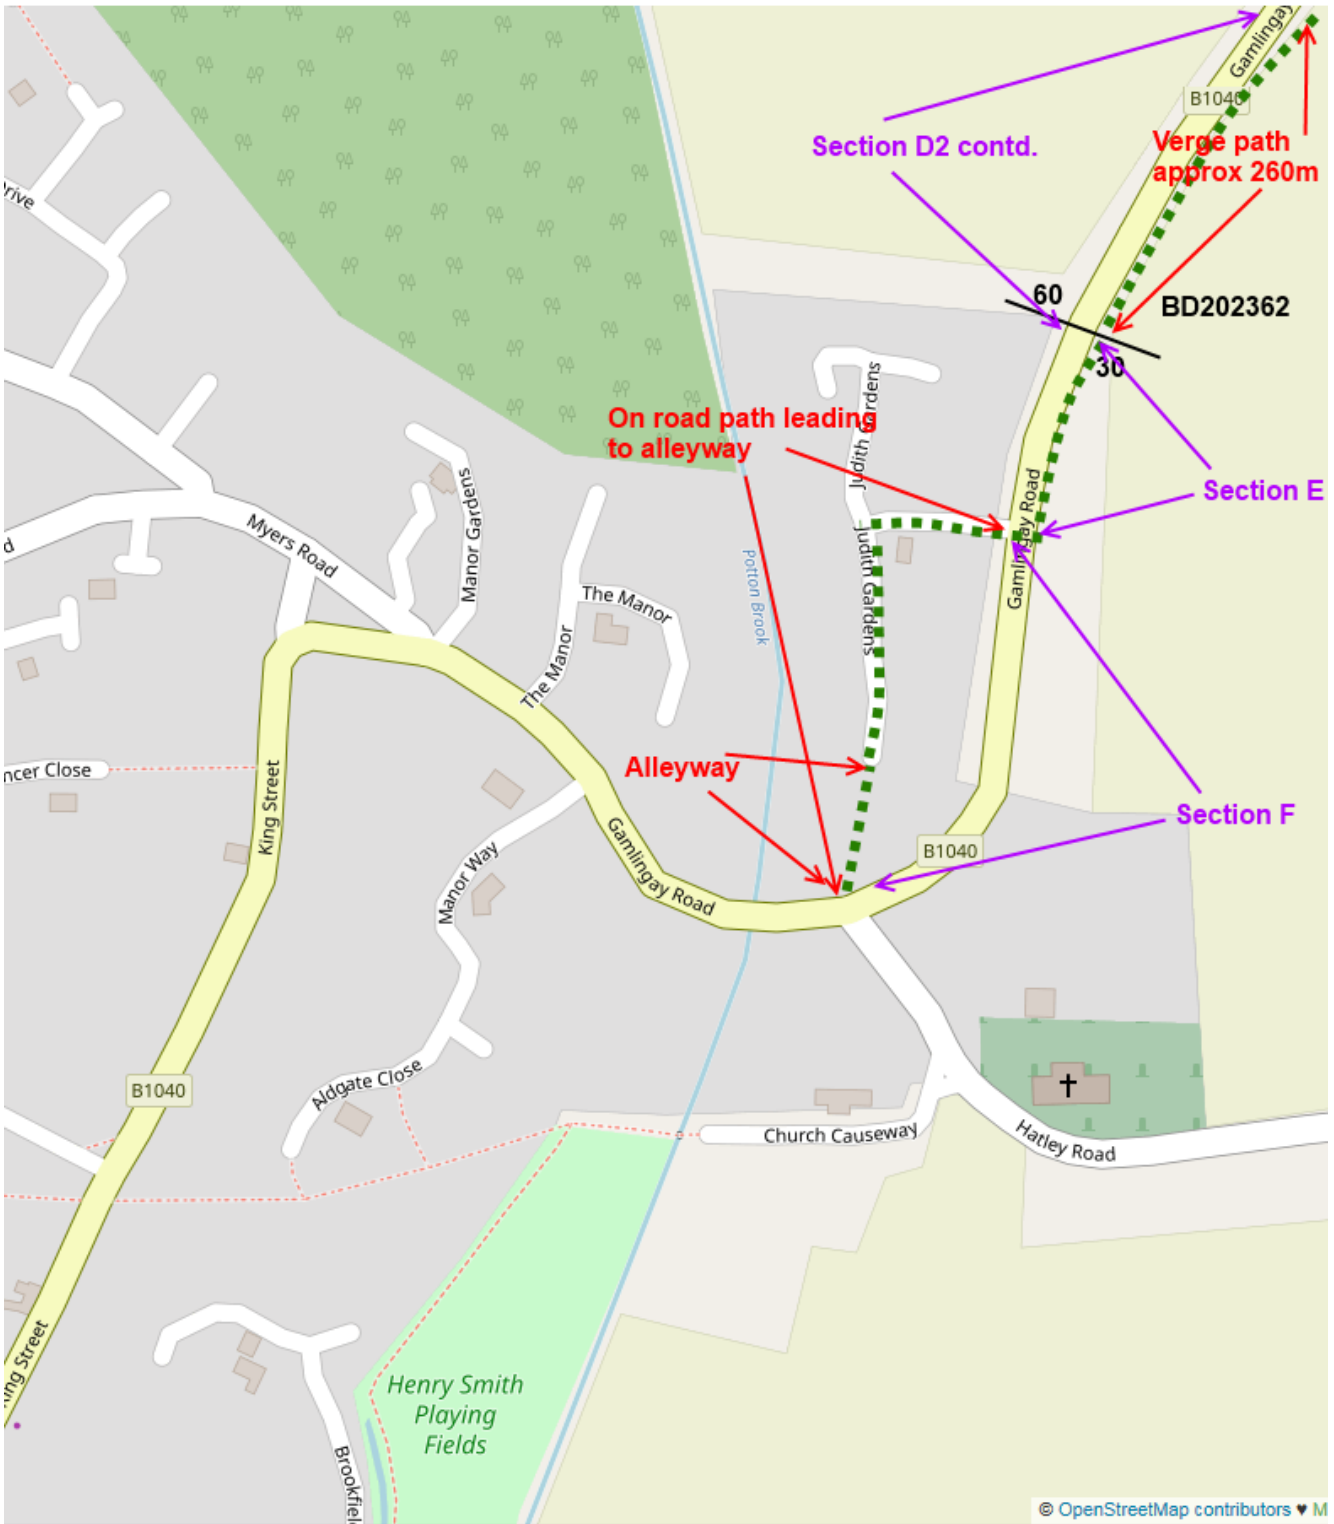 Gamlingay
B1040
Section D2 contd.
Verge path
approx 260m
60
BD202362
30
Judith Gardens
On road path leading
to alleyway
Section E
Gamlingay Road
Judith Gardens
Manor Gardens
Myers Road
Potton Brook
The Manor
The Manor
Alleyway
King Street
Section F
B1040
Gamlingay Road
Manor Way
Aldgate Close
B1040
Church Causeway
Hatley Road
King Street
Henry Smith
Playing
Fields
© OpenStreetMap contributors ♥ M